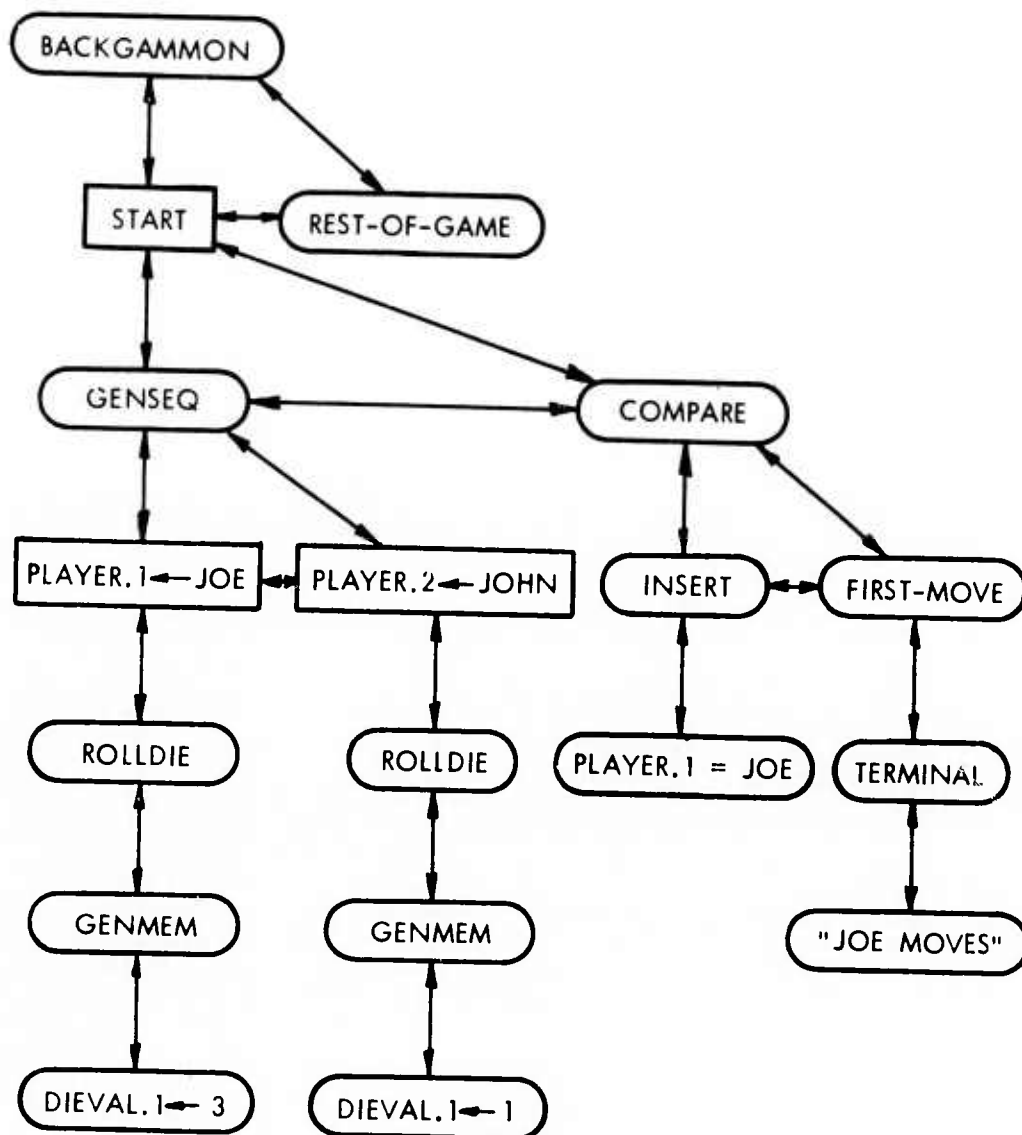 BACKGAMMON
START
REST-OF-GAME
GENSEQ
COMPARE
PLAYER.1←JOE
PLAYER.2←JOHN
INSERT
FIRST-MOVE
ROLLDIE
ROLLDIE
PLAYER.1 = JOE
TERMINAL
GENMEM
GENMEM
"JOE MOVES"
DIEVAL.1← 3
DIEVAL.1← 1